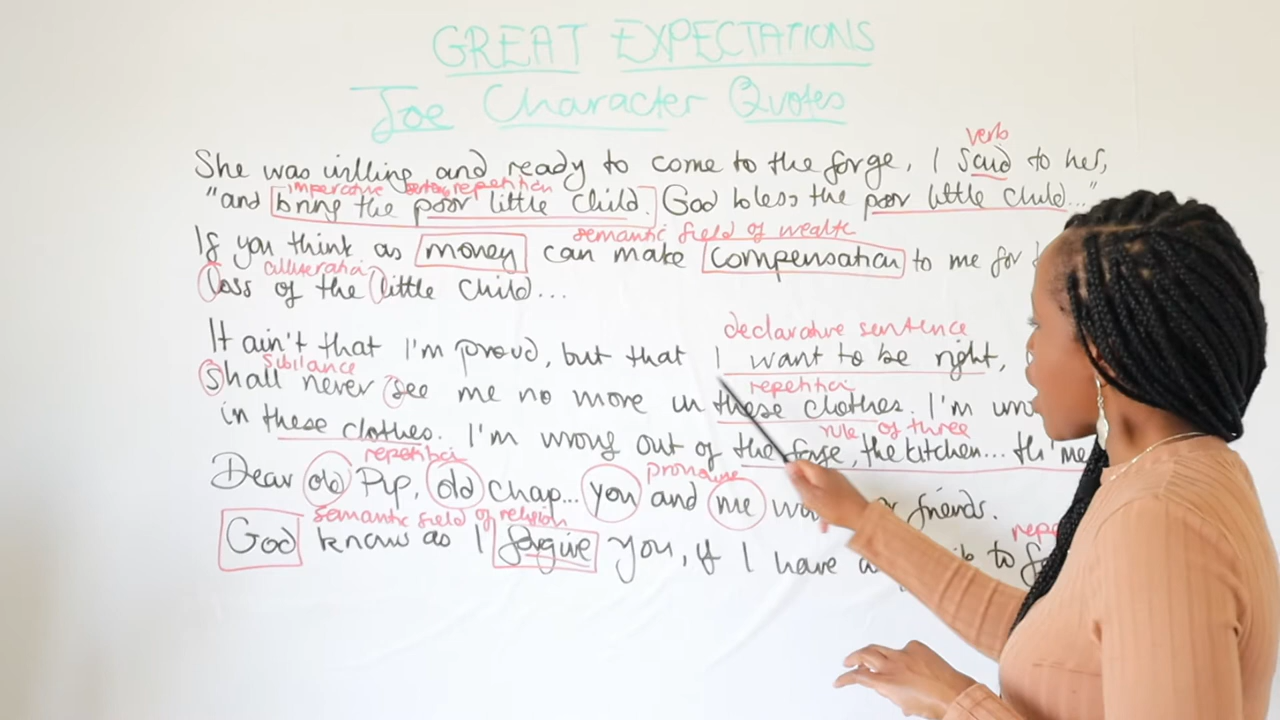 GREAT EXPECTATIONS
Joe Character Quotes
verb
She was willing and ready to come to the forge, I said to her,
imperative repetition
"and bring the poor little child. God bless the poor little child..."
semantic field of wealth
If you think as money can make compensation to me for
alliteration
loss of the little child...
declarative sentence
It ain't that I'm proud, but that I want to be right,
sibilance repetition
shall never see me no more in these clothes. I'm
rule of three
in these clothes. I'm wrong out of the forge, the kitchen...
repetition pronouns
Dear old Pip, old chap... you and me friends.
semantic field of religion
God knows as I forgive you, if I have to